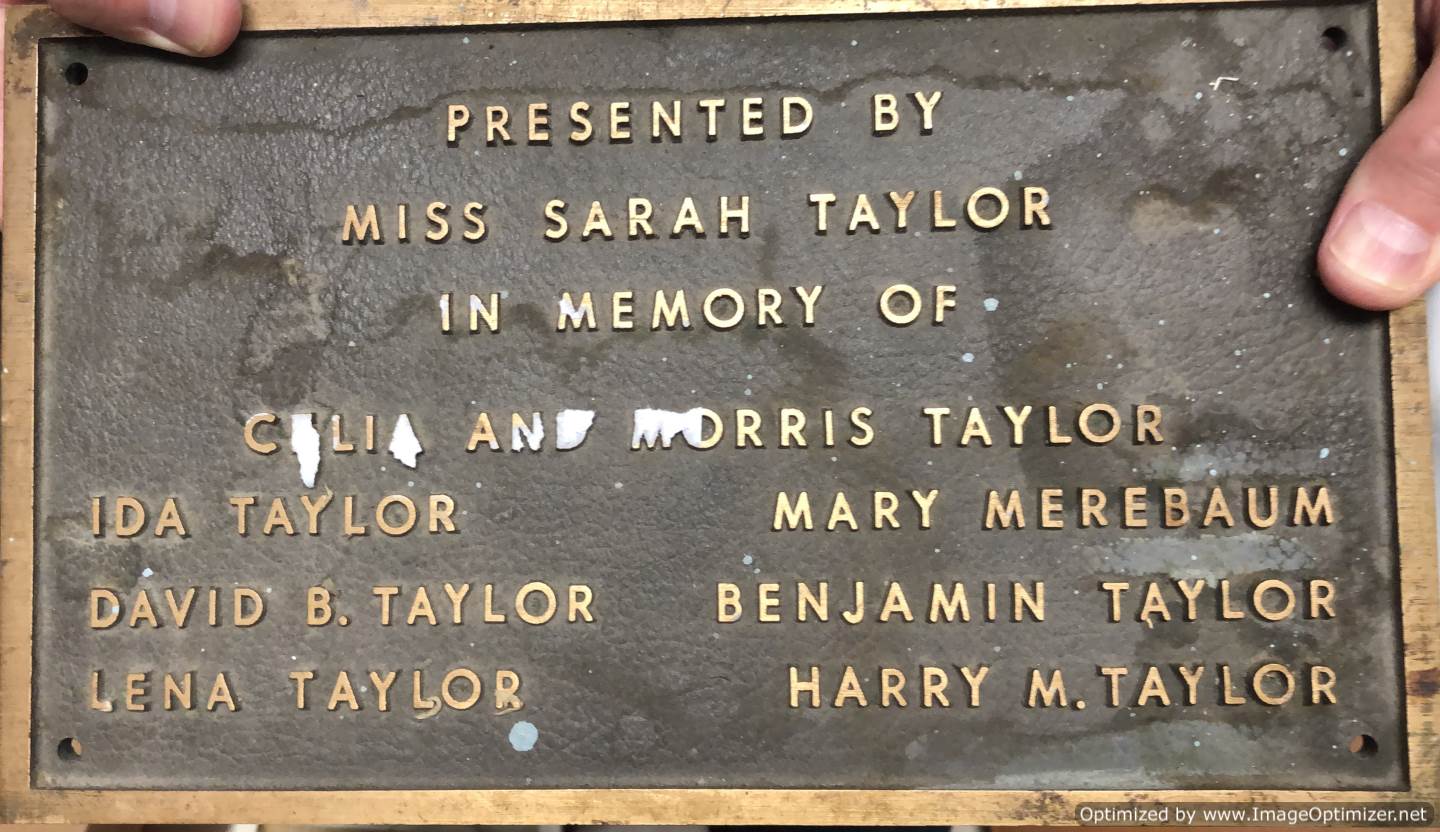 PRESENTED BY
MISS SARAH TAYLOR
IN MEMORY OF
CELIA AND MORRIS TAYLOR
IDA TAYLOR MARY MEREBAUM
DAVID B. TAYLOR BENJAMIN TAYLOR
LENA TAYLOR HARRY M. TAYLOR
Optimized by www.ImageOptimizer.net